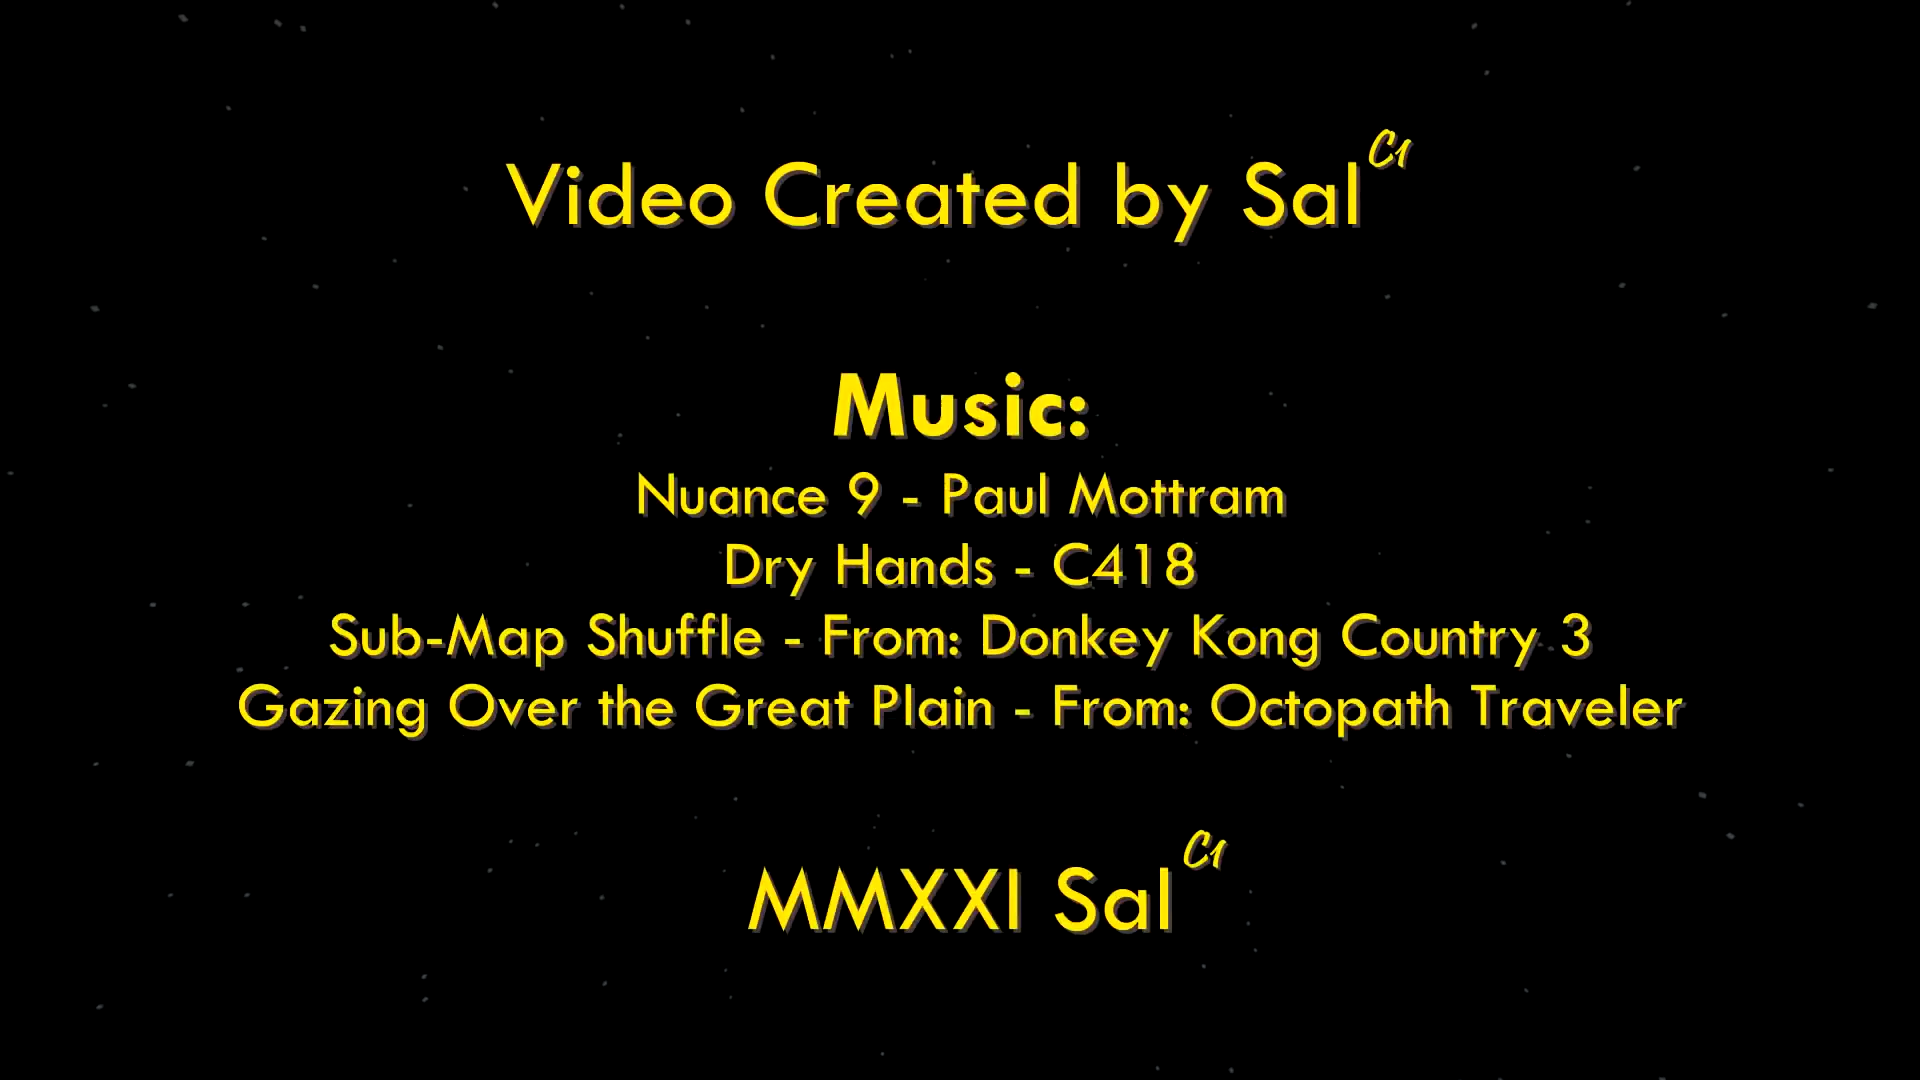 Video Created by Sal C1
Music:
Nuance 9 - Paul Mottram
Dry Hands - C418
Sub-Map Shuffle - From: Donkey Kong Country 3
Gazing Over the Great Plain - From: Octopath Traveler
MMXXI Sal C1